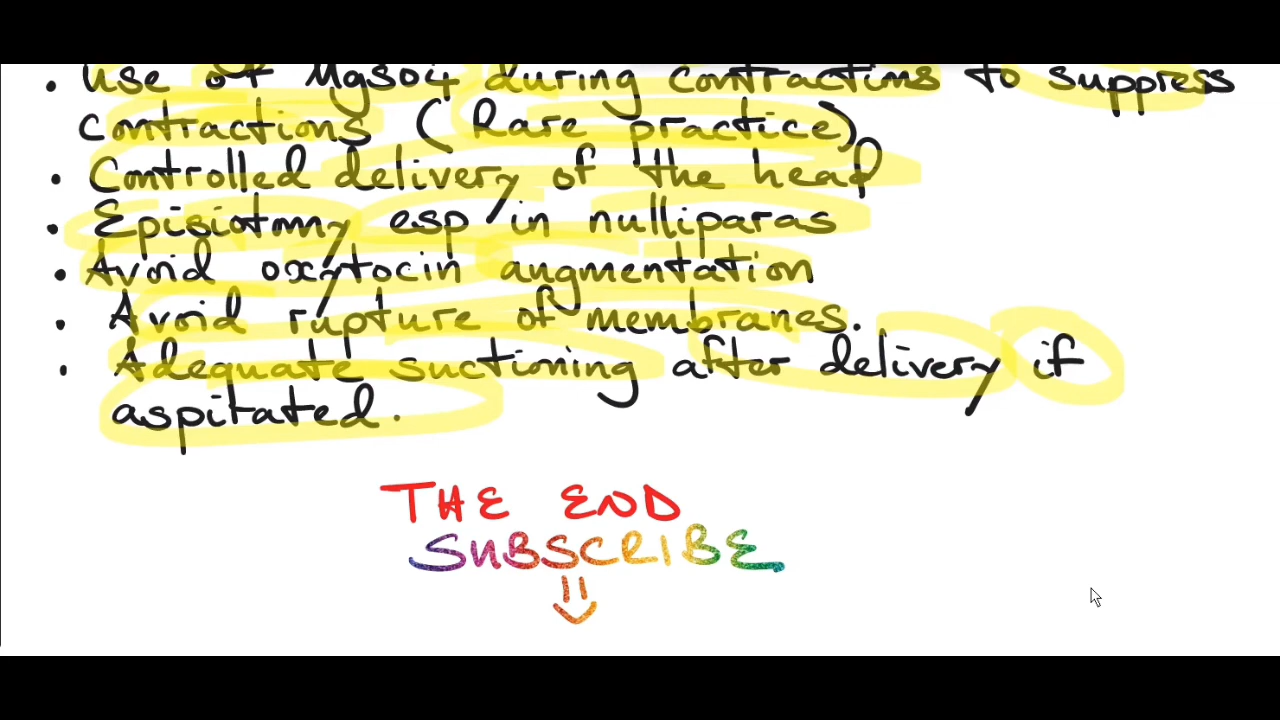 • Use of MgSO4 during contractions to suppress
contractions (Rare practice)
• Controlled delivery of the head
• Episiotomy esp in nulliparas
• Avoid oxytocin augmentation
• Avoid rupture of membranes.
• Adequate suctioning after delivery if
aspitated.
THE END
SUBSCRIBE